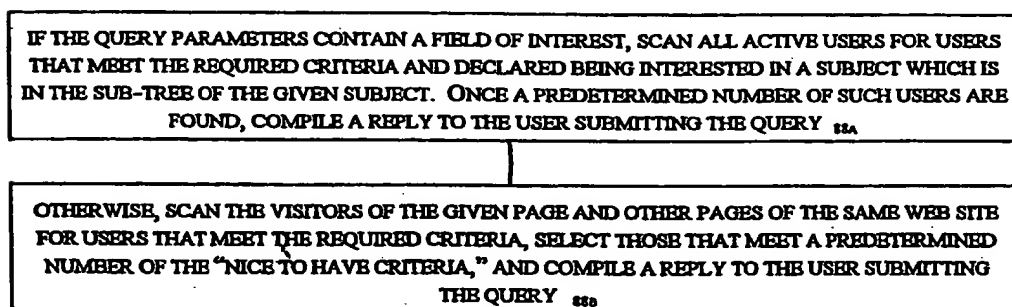 IF THE QUERY PARAMETERS CONTAIN A FIELD OF INTEREST, SCAN ALL ACTIVE USERS FOR USERS
THAT MEET THE REQUIRED CRITERIA AND DECLARED BEING INTERESTED IN A SUBJECT WHICH IS
IN THE SUB-TREE OF THE GIVEN SUBJECT. ONCE A PREDETERMINED NUMBER OF SUCH USERS ARE
FOUND, COMPILE A REPLY TO THE USER SUBMITTING THE QUERY 88A
OTHERWISE, SCAN THE VISITORS OF THE GIVEN PAGE AND OTHER PAGES OF THE SAME WEB SITE
FOR USERS THAT MEET THE REQUIRED CRITERIA, SELECT THOSE THAT MEET A PREDETERMINED
NUMBER OF THE "NICE TO HAVE CRITERIA," AND COMPILE A REPLY TO THE USER SUBMITTING
THE QUERY 88B